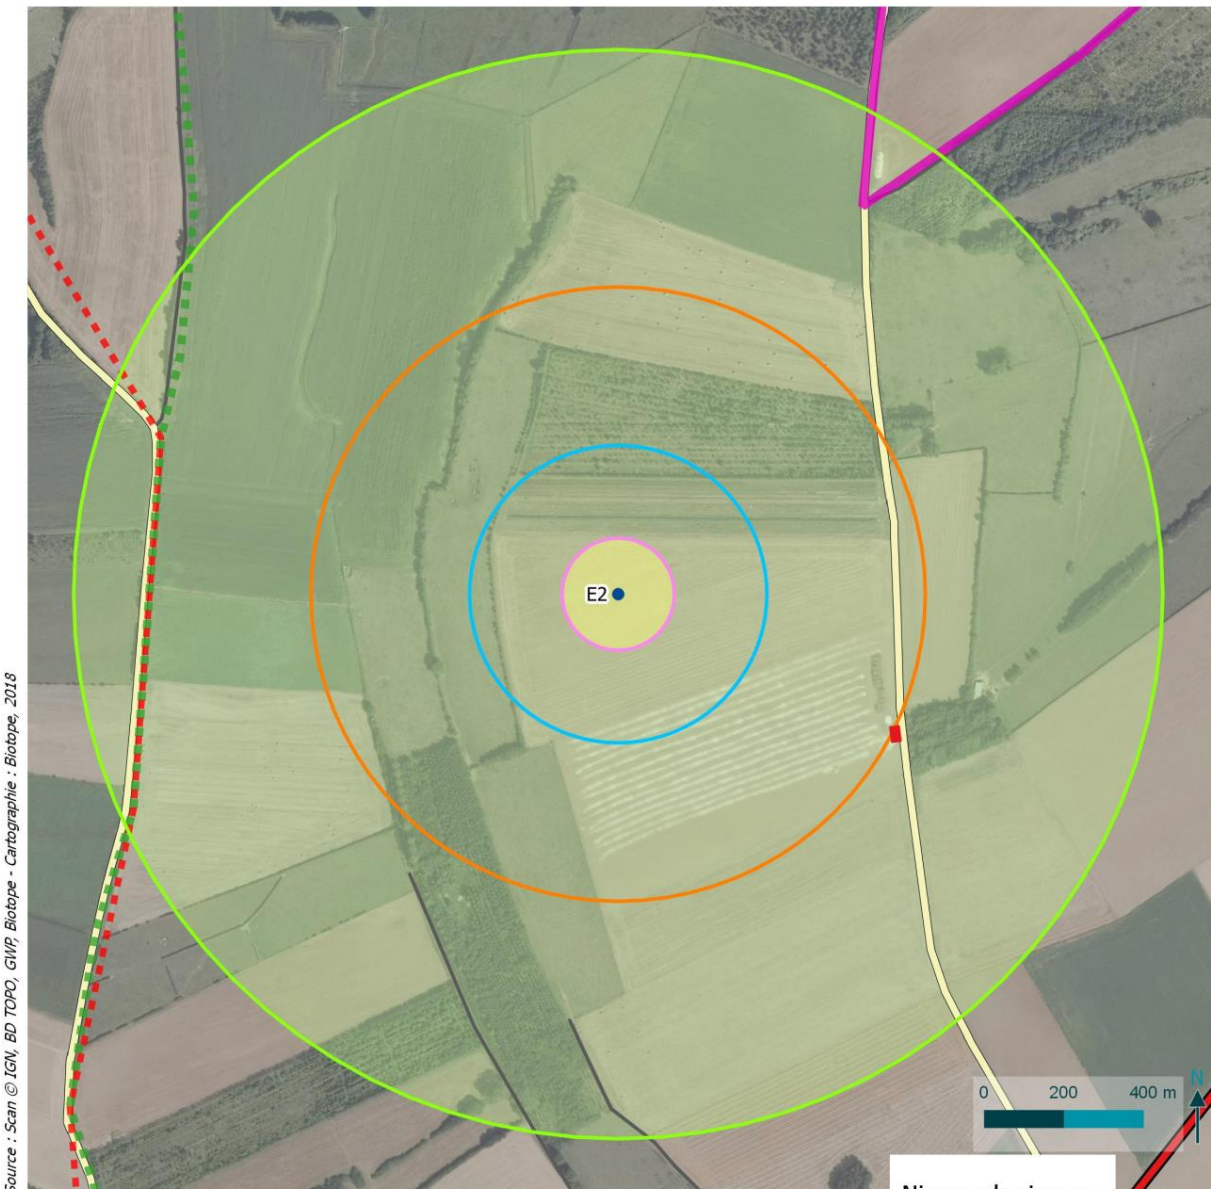 E2
Source : Scan © IGN, BD TOPO, GWP, Biotope - Cartographie : Biotope, 2018
N
0 200 400 m